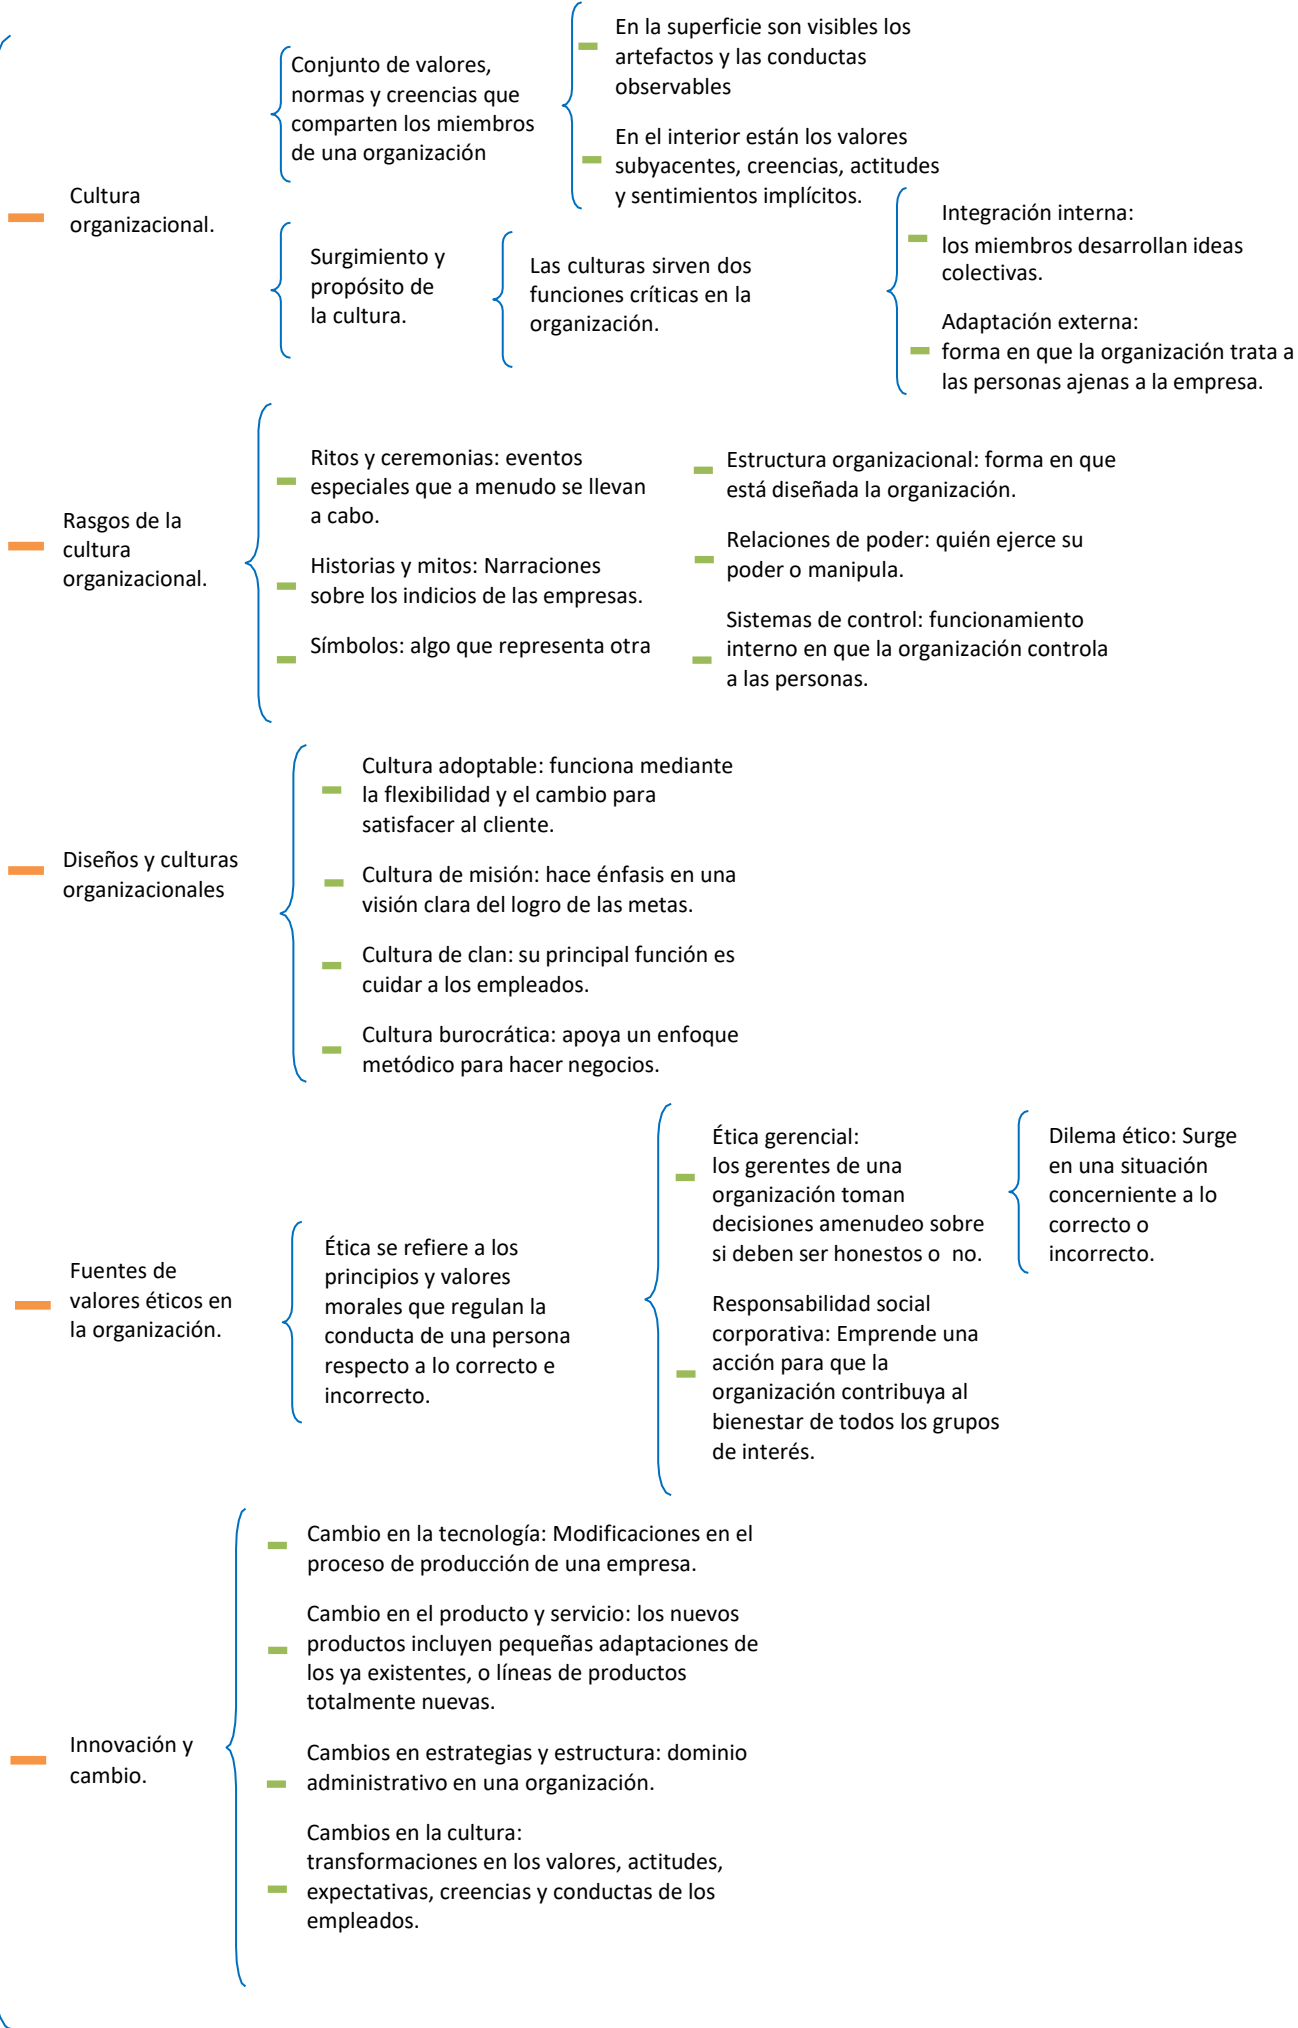 Cultura
organizacional.
Conjunto de valores,
normas y creencias que
comparten los miembros
de una organización
En la superficie son visibles los
artefactos y las conductas
observables
En el interior están los valores
subyacentes, creencias, actitudes
y sentimientos implícitos.
Surgimiento y
propósito de
la cultura.
Las culturas sirven dos
funciones críticas en la
organización.
Integración interna:
los miembros desarrollan ideas
colectivas.
Adaptación externa:
forma en que la organización trata a
las personas ajenas a la empresa.
Rasgos de la
cultura
organizacional.
Ritos y ceremonias: eventos
especiales que a menudo se llevan
a cabo.
Historias y mitos: Narraciones
sobre los indicios de las empresas.
Símbolos: algo que representa otra
Estructura organizacional: forma en que
está diseñada la organización.
Relaciones de poder: quién ejerce su
poder o manipula.
Sistemas de control: funcionamiento
interno en que la organización controla
a las personas.
Diseños y culturas
organizacionales
Cultura adoptable: funciona mediante
la flexibilidad y el cambio para
satisfacer al cliente.
Cultura de misión: hace énfasis en una
visión clara del logro de las metas.
Cultura de clan: su principal función es
cuidar a los empleados.
Cultura burocrática: apoya un enfoque
metódico para hacer negocios.
Fuentes de
valores éticos en
la organización.
Ética se refiere a los
principios y valores
morales que regulan la
conducta de una persona
respecto a lo correcto e
incorrecto.
Ética gerencial:
los gerentes de una
organización toman
decisiones amenudeo sobre
si deben ser honestos o  no.
Dilema ético: Surge
en una situación
concerniente a lo
correcto o
incorrecto.
Responsabilidad social
corporativa: Emprende una
acción para que la
organización contribuya al
bienestar de todos los grupos
de interés.
Innovación y
cambio.
Cambio en la tecnología: Modificaciones en el
proceso de producción de una empresa.
Cambio en el producto y servicio: los nuevos
productos incluyen pequeñas adaptaciones de
los ya existentes, o líneas de productos
totalmente nuevas.
Cambios en estrategias y estructura: dominio
administrativo en una organización.
Cambios en la cultura:
transformaciones en los valores, actitudes,
expectativas, creencias y conductas de los
empleados.